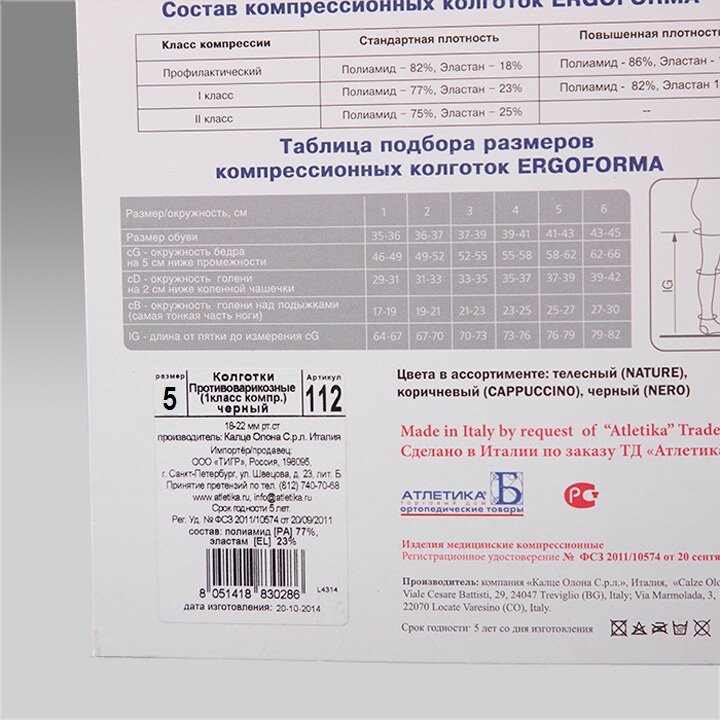 Состав компрессионных колготок ERGOFORMA
Класс компрессии Стандартная плотность Повышенная плотность
Профилактический Полиамид – 82%, Эластан – 18% Полиамид - 86%, Эластан -
I класс Полиамид – 77%, Эластан – 23% Полиамид - 82%, Эластан
II класс Полиамид – 75%, Эластан – 25% --
Таблица подбора размеров
компрессионных колготок ERGOFORMA
Размер/окружность, см 1 2 3 4 5 6
Размер обуви 35-36 36-37 37-39 39-41 41-43 43-45
cG - окружность бедра
на 5 см ниже промежности 46-49 49-52 52-55 55-58 58-62 62-66
cD - окружность голени
на 2 см ниже коленной чашечки 29-31 31-33 33-35 35-37 37-39 39-42
cB - окружность голени над лодыжками
(самая тонкая часть ноги) 17-19 19-21 21-23 23-25 25-27 27-30
lG - длина от пятки до измерения cG 64-67 67-70 70-73 73-76 76-79 79-82
lG
размер
5
Колготки
Противоварикозные
(1класс компр.)
черный
Артикул
112
18-22 мм рт.ст
производитель: Калце Олона С.р.л. Италия
Импортёр/продавец:
ООО «ТИГР», Россия, 198095,
г. Санкт-Петербург, ул. Швецова, д. 23, лит. Б.
Принятие претензий по тел. (812) 740-70-68
www.atletika.ru, info@atletika.ru
Срок годности 5 лет.
Рег. Уд. № ФСЗ 2011/10574 от 20/09/2011
состав: полиамид [PA] 77%,
эластам [EL] 23%
8 051418 830286
L4314
дата изготовления: 20-10-2014
Цвета в ассортименте: телесный (NATURE),
коричневый (CAPPUCCINO), черный (NERO)
Made in Italy by request of “Atletika” Trade
Сделано в Италии по заказу ТД «Атлетика
АТЛЕТИКА
торговый дом
ортопедические товары
Б
РСТ
Изделия медицинские компрессионные
Регистрационное удостоверение № ФСЗ 2011/10574 от 20
Производитель: компания «Калце Олона С.р.л.», Италия, «Calze
Viale Cesare Battisti, 29, 24047 Treviglio (BG), Italy; Via Marmolada, 3,
22070 Locate Varesino (CO), Italy.
Срок годности: 5 лет со дня изготовления